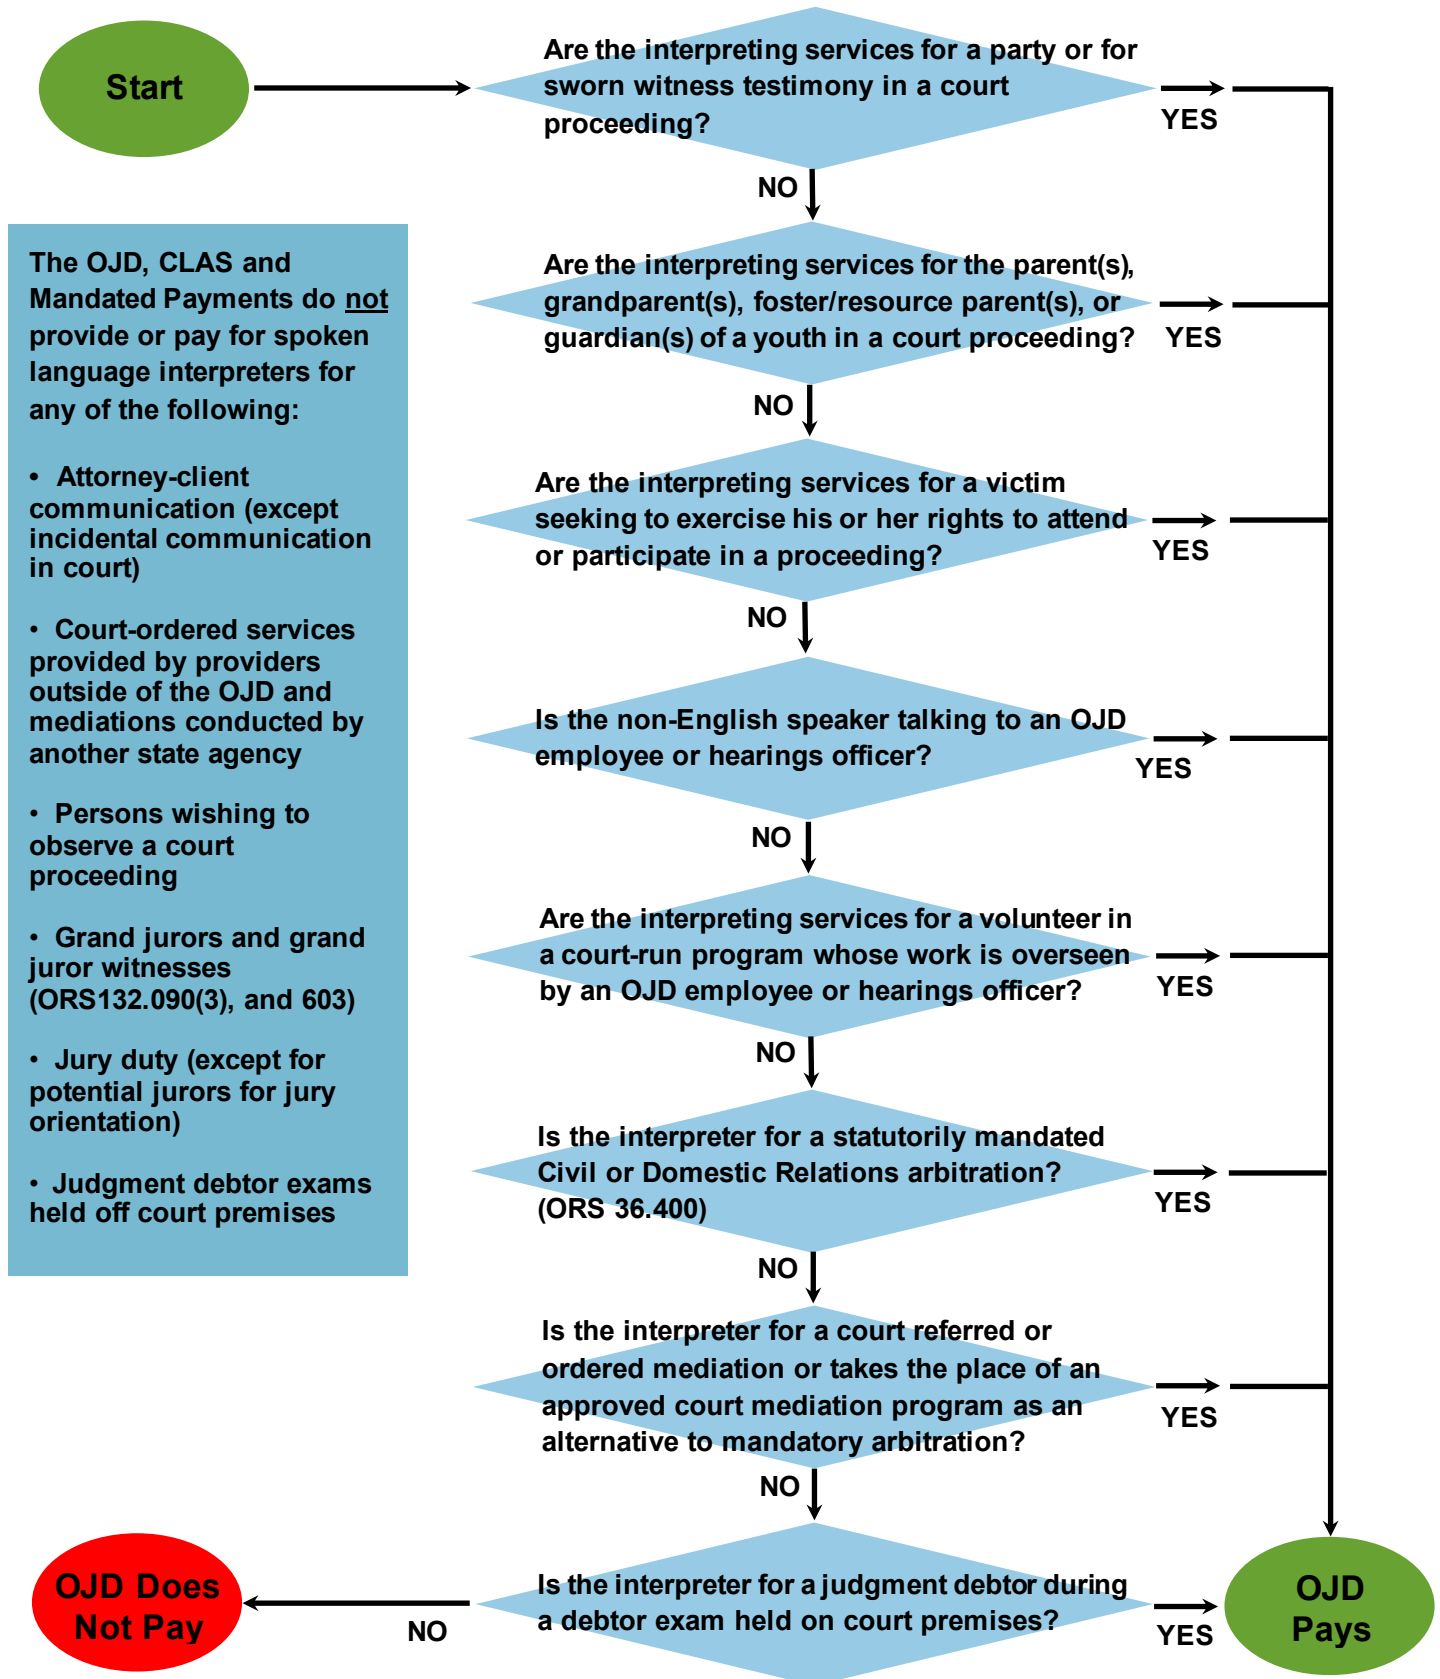 Start
Are the interpreting services for a party or for
sworn witness testimony in a court
proceeding?
YES
NO
The OJD, CLAS and
Mandated Payments do not
provide or pay for spoken
language interpreters for
any of the following:
• Attorney-client
communication (except
incidental communication
in court)
• Court-ordered services
provided by providers
outside of the OJD and
mediations conducted by
another state agency
• Persons wishing to
observe a court
proceeding
• Grand jurors and grand
juror witnesses
(ORS132.090(3), and 603)
• Jury duty (except for
potential jurors for jury
orientation)
• Judgment debtor exams
held off court premises
Are the interpreting services for the parent(s),
grandparent(s), foster/resource parent(s), or
guardian(s) of a youth in a court proceeding?
YES
NO
Are the interpreting services for a victim
seeking to exercise his or her rights to attend
or participate in a proceeding?
YES
NO
Is the non-English speaker talking to an OJD
employee or hearings officer?
YES
NO
Are the interpreting services for a volunteer in
a court-run program whose work is overseen
by an OJD employee or hearings officer?
YES
NO
Is the interpreter for a statutorily mandated
Civil or Domestic Relations arbitration?
(ORS 36.400)
YES
NO
Is the interpreter for a court referred or
ordered mediation or takes the place of an
approved court mediation program as an
alternative to mandatory arbitration?
YES
NO
Is the interpreter for a judgment debtor during
a debtor exam held on court premises?
YES
NO
OJD Does
Not Pay
OJD
Pays